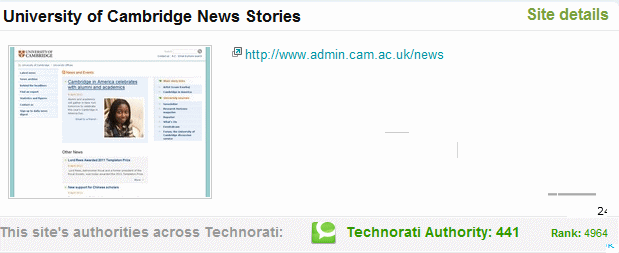 University of Cambridge News Stories
Site details
http://www.admin.cam.ac.uk/news
UNIVERSITY OF
CAMBRIDGE
News and Events
Cambridge in America celebrates
with alumni and academics
Other News
Lord Rees Awarded 2011 Templeton Prize
New support for Chinese scholars
24
This site's authorities across Technorati:
Technorati Authority: 441
Rank: 4964